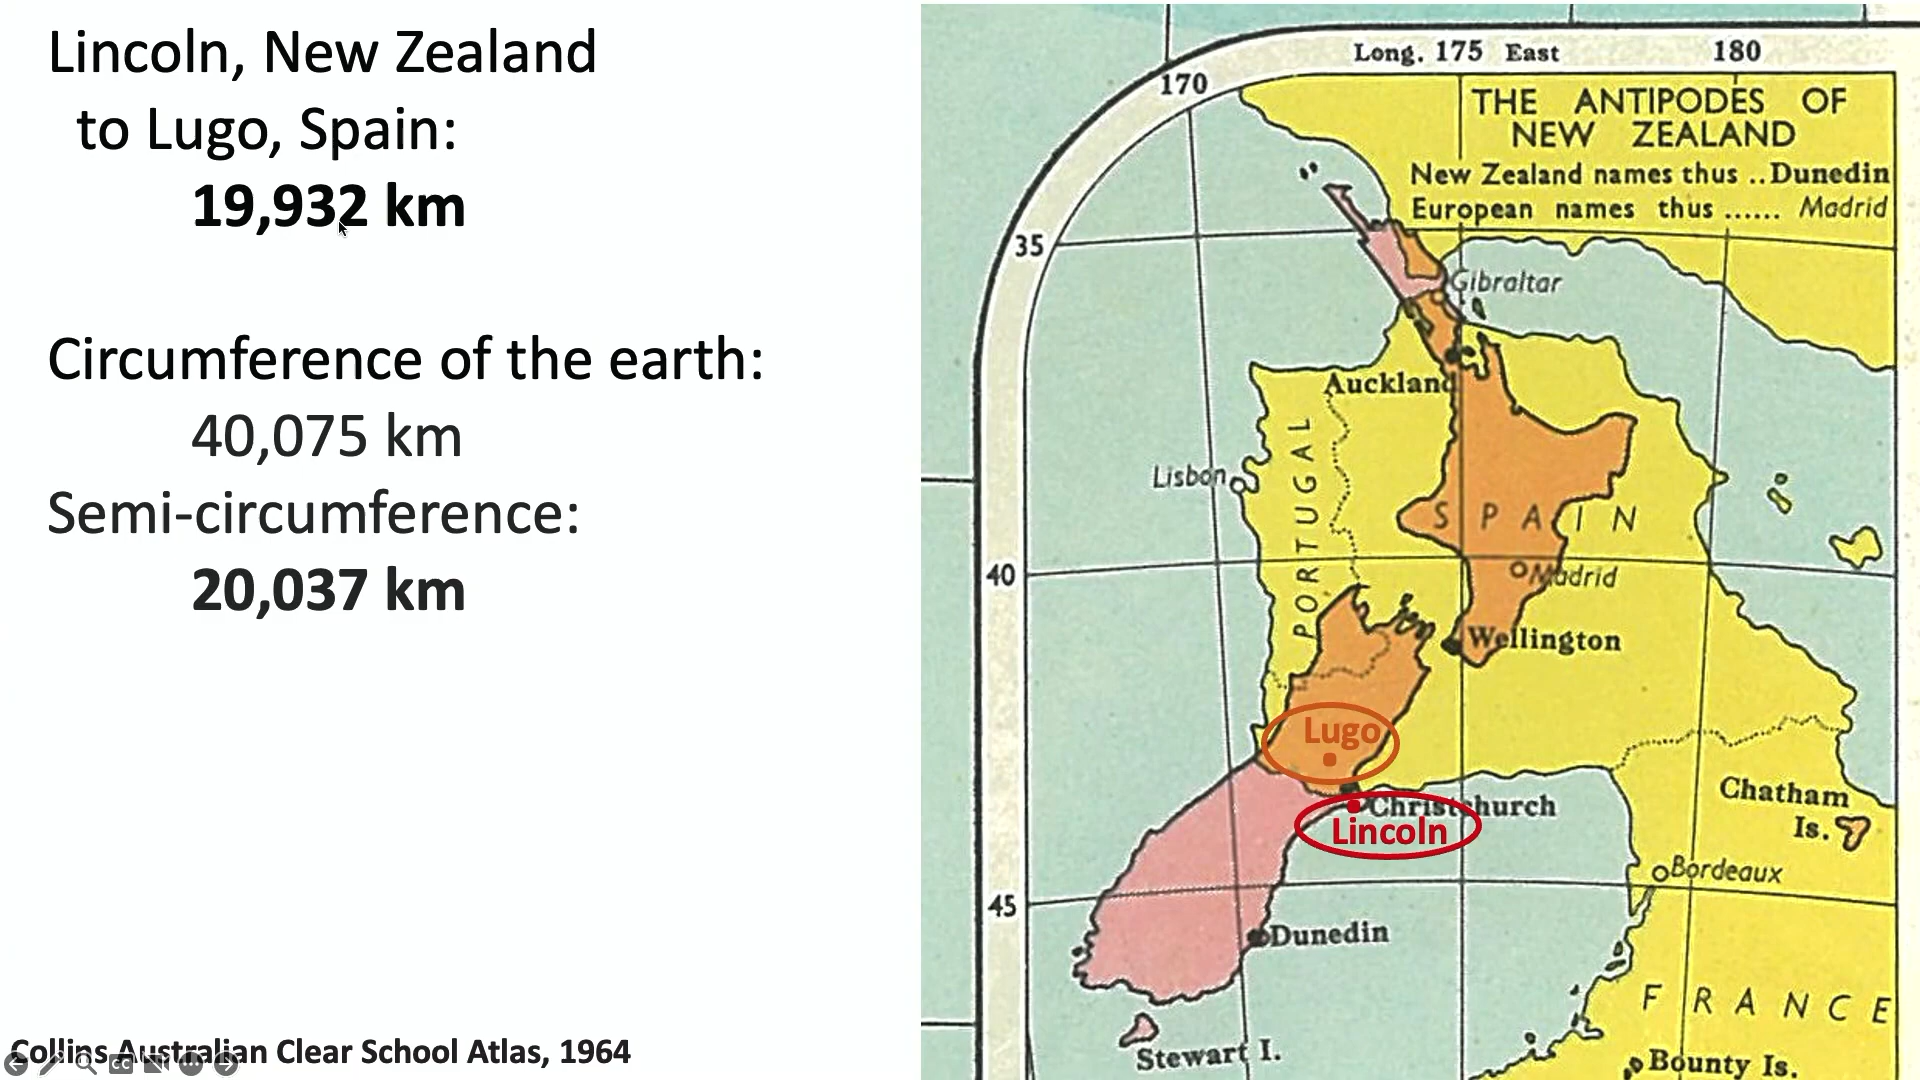 Lincoln, New Zealand
to Lugo, Spain:
19,932 km
Circumference of the earth:
40,075 km
Semi-circumference:
20,037 km
Collins Australian Clear School Atlas, 1964
CC
170
Long. 175 East
180
THE ANTIPODES OF
NEW ZEALAND
New Zealand names thus .. Dunedin
European names thus ...... Madrid
35
Gibraltar
Auckland
Lisbon
PORTUGAL
SPAIN
40
Madrid
Wellington
Lugo
Christchurch
Lincoln
Chatham
Is.
Bordeaux
45
Dunedin
FRANCE
Stewart I.
Bounty Is.